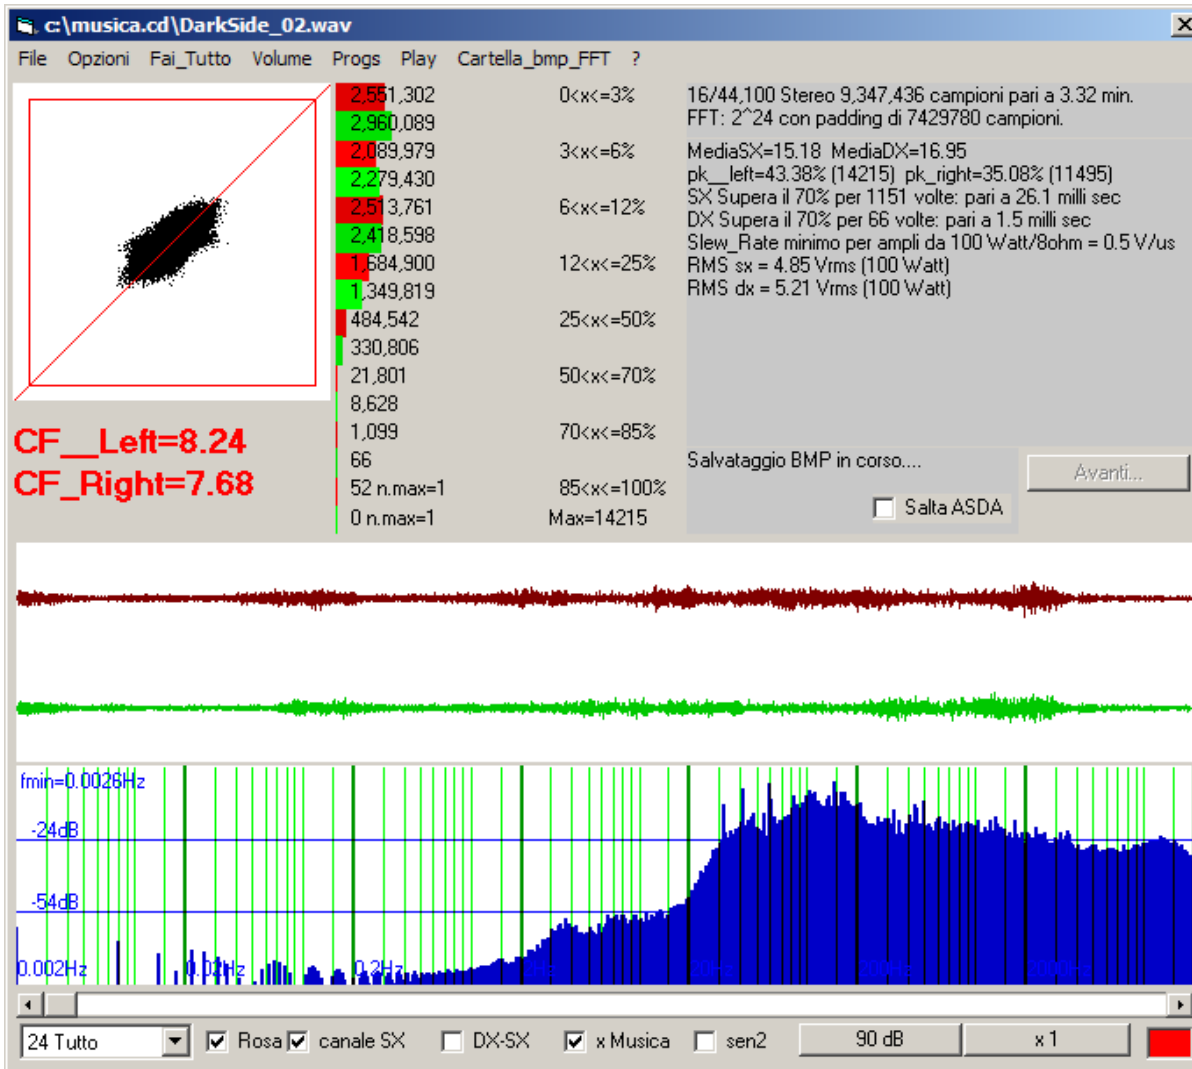 c:\musica.cd\DarkSide_02.wav
File Opzioni Fai_Tutto Volume Progs Play Cartella_bmp_FFT ?
2,551,302 0<x<=3%
2,960,089
2,089,979 3<x<=6%
2,279,430
2,513,761 6<x<=12%
2,418,598
1,684,900 12<x<=25%
1,349,819
484,542 25<x<=50%
330,806
21,801 50<x<=70%
8,628
1,099 70<x<=85%
66
52 n.max=1 85<x<=100%
0 n.max=1 Max=14215
16/44,100 Stereo 9,347,436 campioni pari a 3.32 min.
FFT: 2^24 con padding di 7429780 campioni.
MediaSX=15.18 MediaDX=16.95
pk__left=43.38% (14215) pk_right=35.08% (11495)
SX Supera il 70% per 1151 volte: pari a 26.1 milli sec
DX Supera il 70% per 66 volte: pari a 1.5 milli sec
Slew_Rate minimo per ampli da 100 Watt/8ohm = 0.5 V/us
RMS sx = 4.85 Vrms (100 Watt)
RMS dx = 5.21 Vrms (100 Watt)
CF__Left=8.24
CF_Right=7.68
Salvataggio BMP in corso....
Avanti...
Salta ASDA
fmin=0.0026Hz
-24dB
-54dB
0.002Hz 0.02Hz 0.2Hz 2Hz 20Hz 200Hz 2000Hz
24 Tutto Rosa canale SX DX-SX x Musica sen2 90 dB x 1